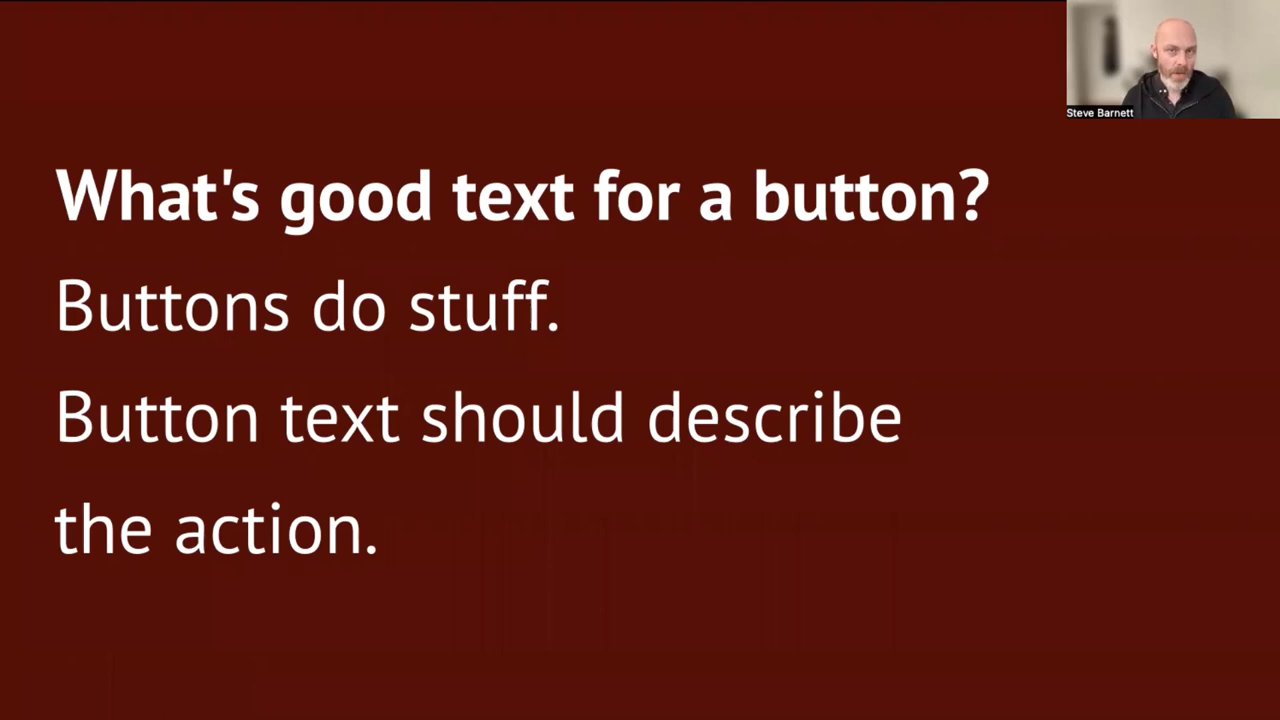 Steve Barnett
What's good text for a button?
Buttons do stuff.
Button text should describe
the action.